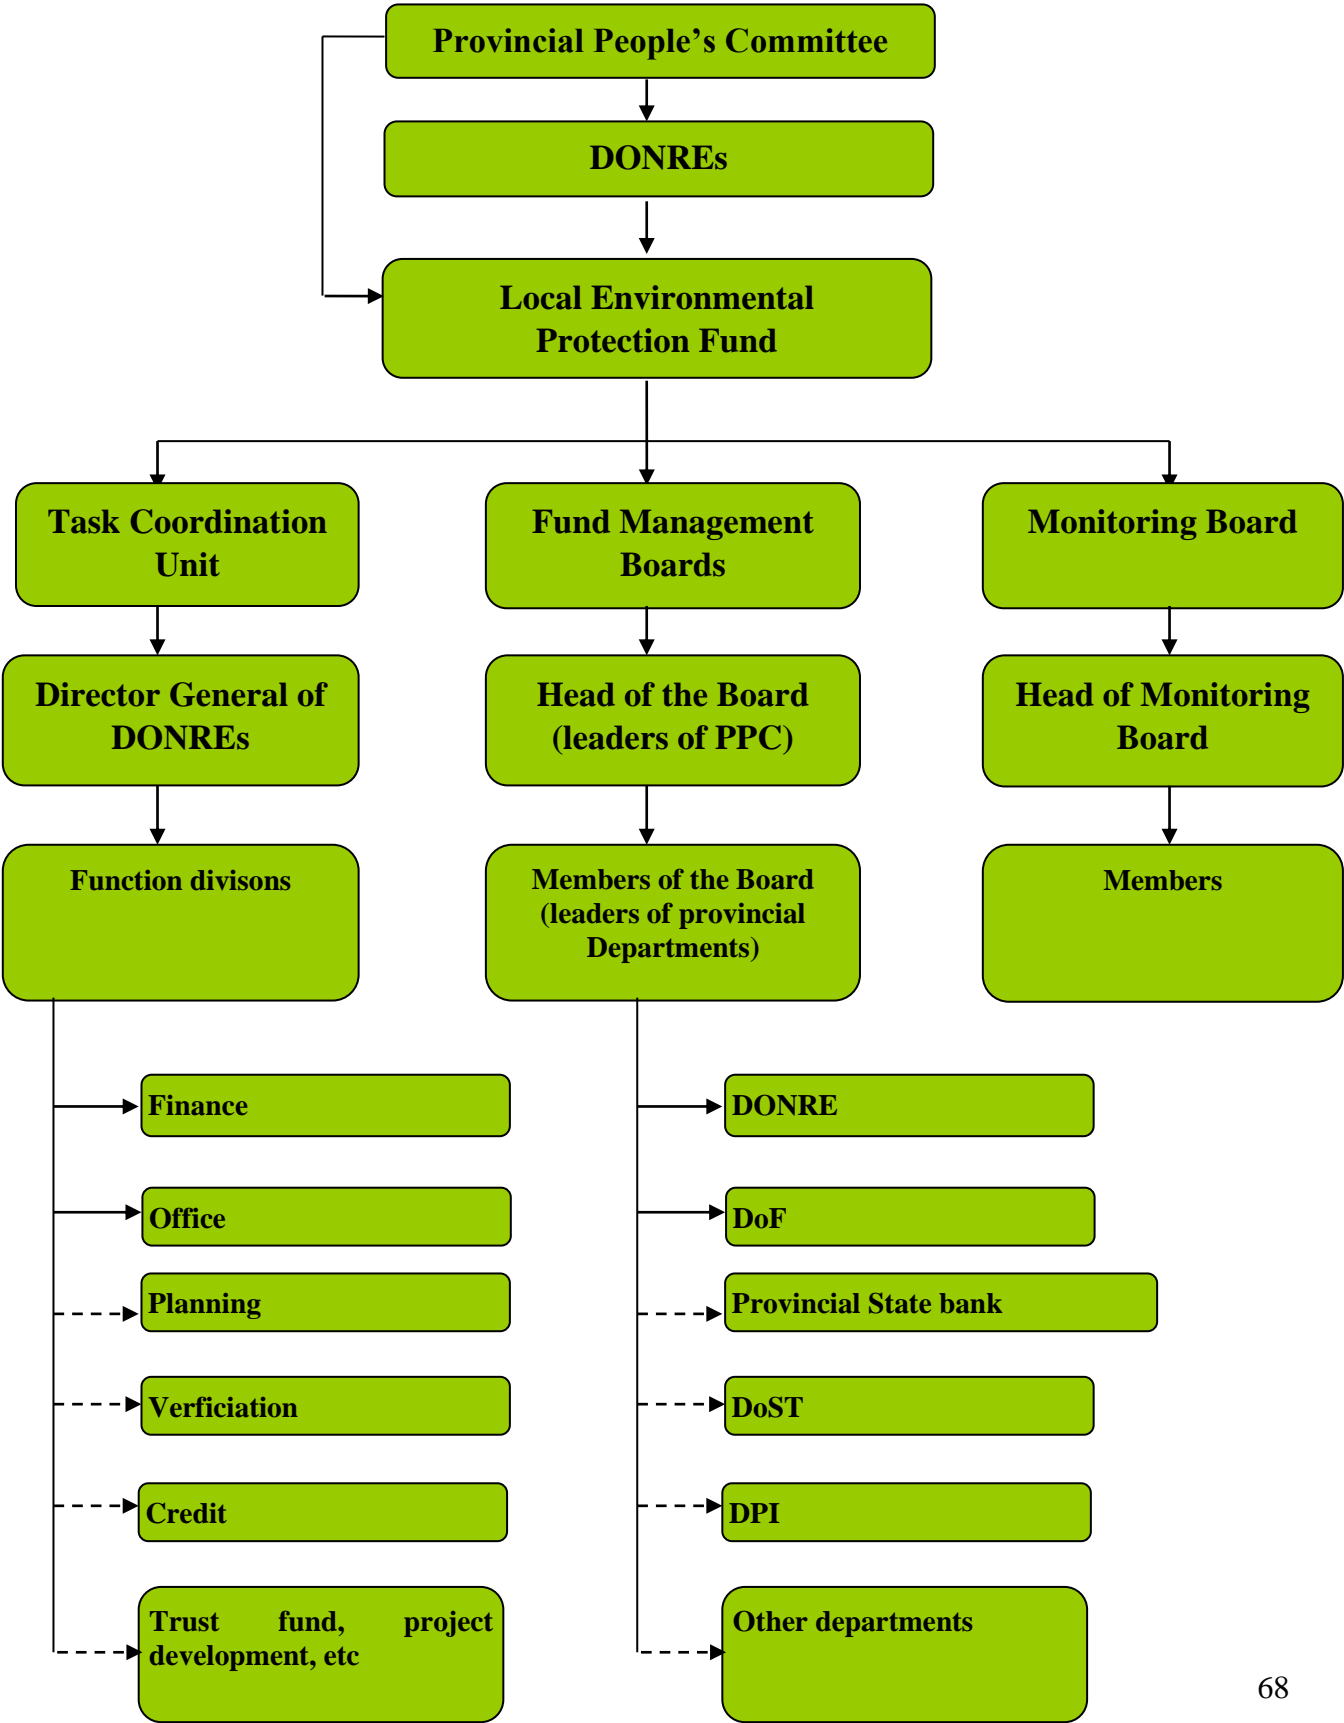 Provincial People’s Committee
DONREs
Local Environmental
Protection Fund
Task Coordination
Unit
Fund Management
Boards
Monitoring Board
Director General of
DONREs
Head of the Board
(leaders of PPC)
Head of Monitoring
Board
Function divisons
Members of the Board
(leaders of provincial
Departments)
Members
Finance
DONRE
Office
DoF
Planning
Provincial State bank
Verficiation
DoST
Credit
DPI
Trust fund, project
development, etc
Other departments
68